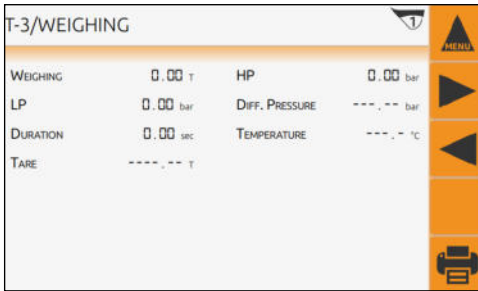 T-3/WEIGHING 1
MENU
WEIGHING 0.00 T HP 0.00 bar
LP 0.00 bar DIFF. PRESSURE ---.-- bar
DURATION 0.00 sec TEMPERATURE ---.- °C
TARE ----.-- T